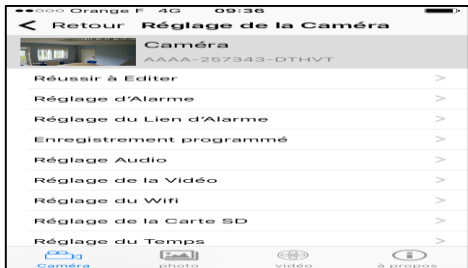 Orange F 4G 09:36
Retour Réglage de la Caméra
Caméra
AAAA-257343-DTHVT
Réussir à Editer
Réglage d'Alarme
Réglage du Lien d'Alarme
Enregistrement programmé
Réglage Audio
Réglage de la Vidéo
Réglage du Wifi
Réglage de la Carte SD
Réglage du Temps
Caméra photo vidéo à propos